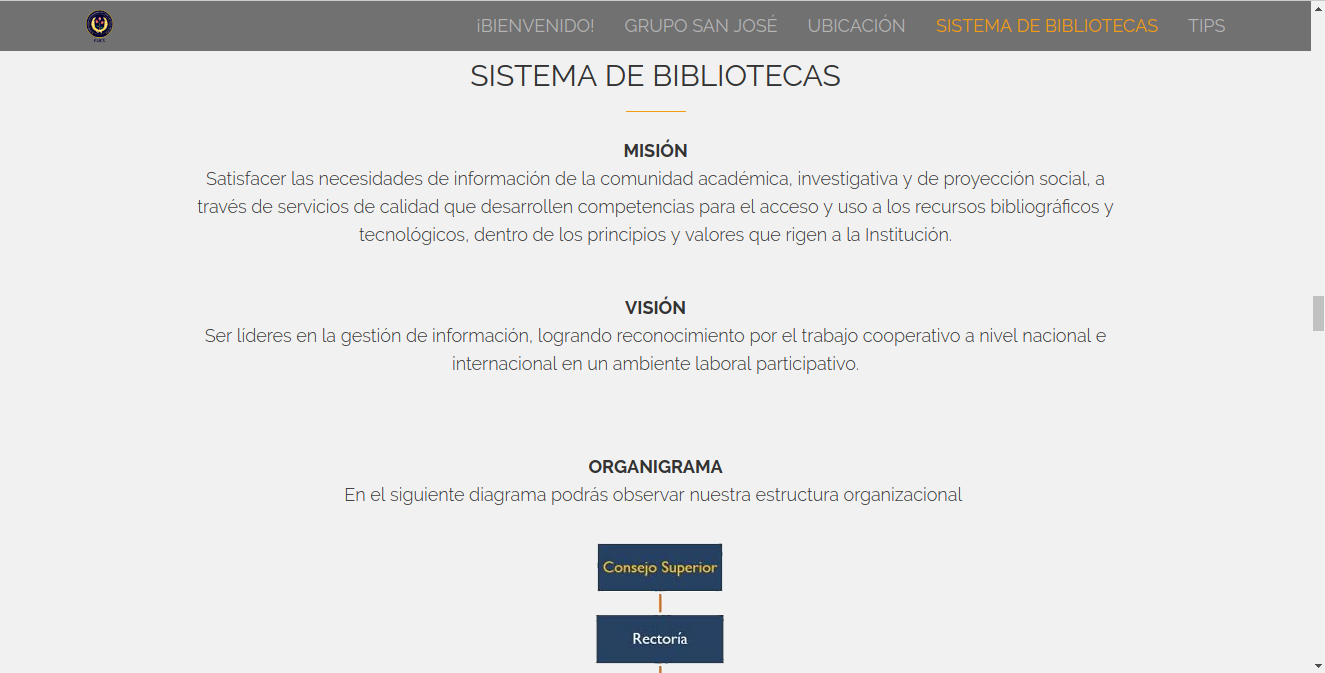 ¡BIENVENIDO! GRUPO SAN JOSÉ UBICACIÓN SISTEMA DE BIBLIOTECAS TIPS
SISTEMA DE BIBLIOTECAS
MISIÓN
Satisfacer las necesidades de información de la comunidad académica, investigativa y de proyección social, a
través de servicios de calidad que desarrollen competencias para el acceso y uso a los recursos bibliográficos y
tecnológicos, dentro de los principios y valores que rigen a la Institución.
VISIÓN
Ser líderes en la gestión de información, logrando reconocimiento por el trabajo cooperativo a nivel nacional e
internacional en un ambiente laboral participativo.
ORGANIGRAMA
En el siguiente diagrama podrás observar nuestra estructura organizacional
Consejo Superior
Rectoría